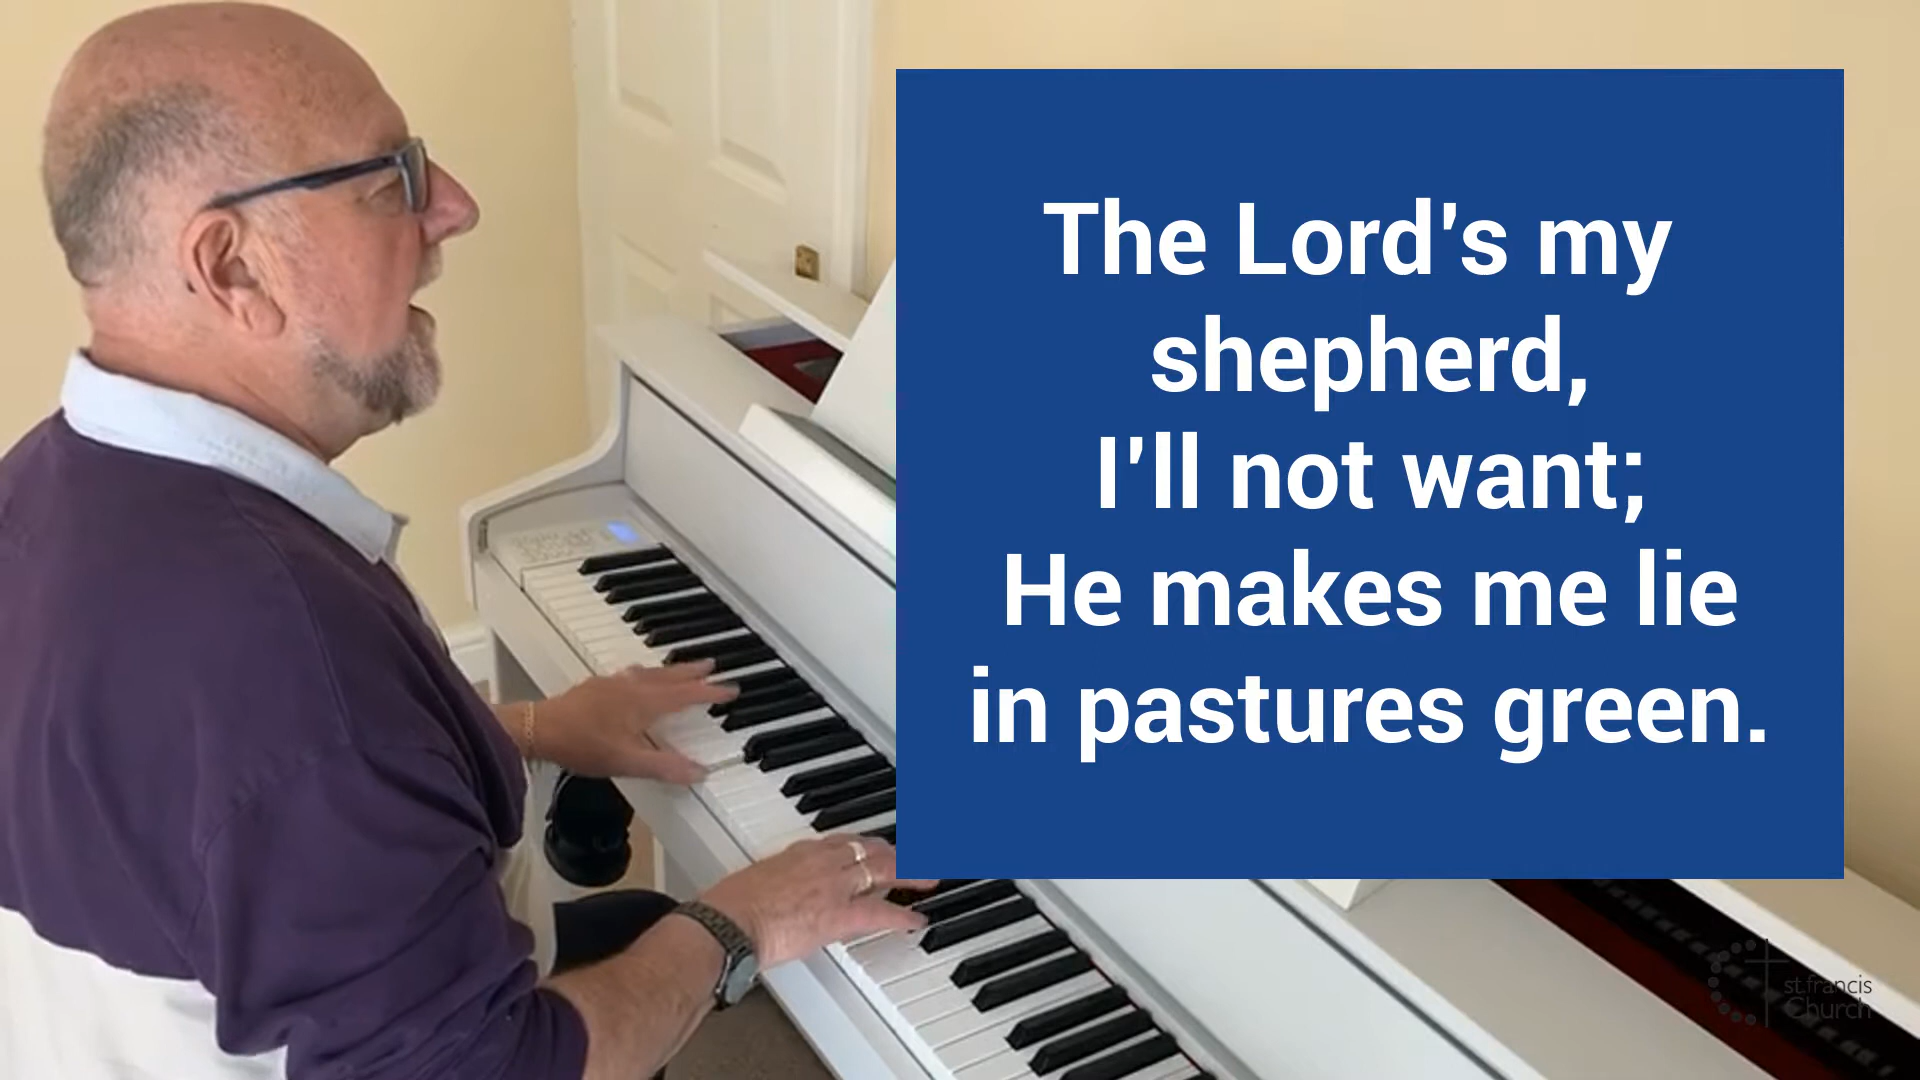 The Lord's my
shepherd,
I'll not want;
He makes me lie
in pastures green.
st.francis
Church